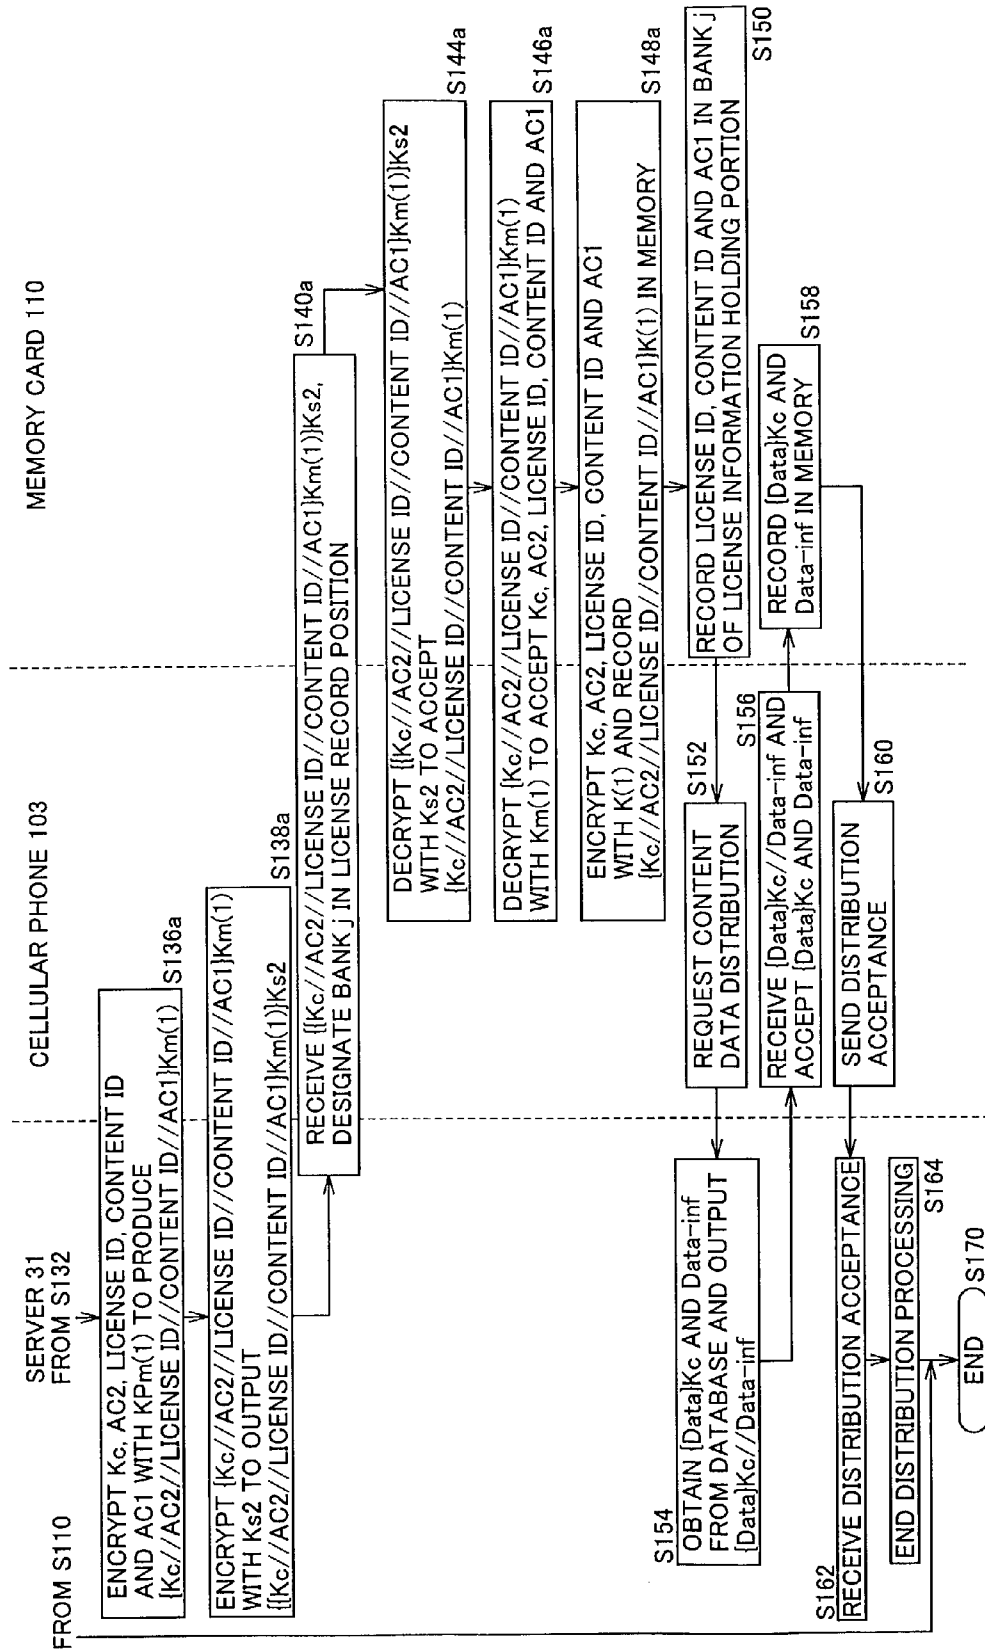 SERVER 31
CELLULAR PHONE 103
MEMORY CARD 110
FROM S110
FROM S132
ENCRYPT Kc, AC2, LICENSE ID, CONTENT ID
AND AC1 WITH KPm(1) TO PRODUCE
{Kc//AC2//LICENSE ID//CONTENT ID//AC1}Km(1)
S136a
ENCRYPT {Kc//AC2//LICENSE ID//CONTENT ID//AC1}Km(1)
WITH Ks2 TO OUTPUT
{{Kc//AC2//LICENSE ID//CONTENT ID//AC1}Km(1)}Ks2
S138a
RECEIVE {{Kc//AC2//LICENSE ID//CONTENT ID//AC1}Km(1)}Ks2,
DESIGNATE BANK j IN LICENSE RECORD POSITION
S140a
DECRYPT {{Kc//AC2//LICENSE ID//CONTENT ID//AC1}Km(1)}Ks2
WITH Ks2 TO ACCEPT
{Kc//AC2//LICENSE ID//CONTENT ID//AC1}Km(1)
S144a
DECRYPT {Kc//AC2//LICENSE ID//CONTENT ID//AC1}Km(1)
WITH Km(1) TO ACCEPT Kc, AC2, LICENSE ID, CONTENT ID AND AC1
S146a
ENCRYPT Kc, AC2, LICENSE ID, CONTENT ID AND AC1
WITH K(1) AND RECORD
{Kc//AC2//LICENSE ID//CONTENT ID//AC1}K(1) IN MEMORY
S148a
RECORD LICENSE ID, CONTENT ID AND AC1 IN BANK j
OF LICENSE INFORMATION HOLDING PORTION
S150
REQUEST CONTENT
DATA DISTRIBUTION
S152
S154
OBTAIN {Data}Kc AND Data-inf
FROM DATABASE AND OUTPUT
{Data}Kc//Data-inf
RECEIVE {Data}Kc//Data-inf AND
ACCEPT {Data}Kc AND Data-inf
S156
RECORD {Data}Kc AND
Data-inf IN MEMORY
S158
SEND DISTRIBUTION
ACCEPTANCE
S160
S162
RECEIVE DISTRIBUTION ACCEPTANCE
END DISTRIBUTION PROCESSING
S164
END
S170